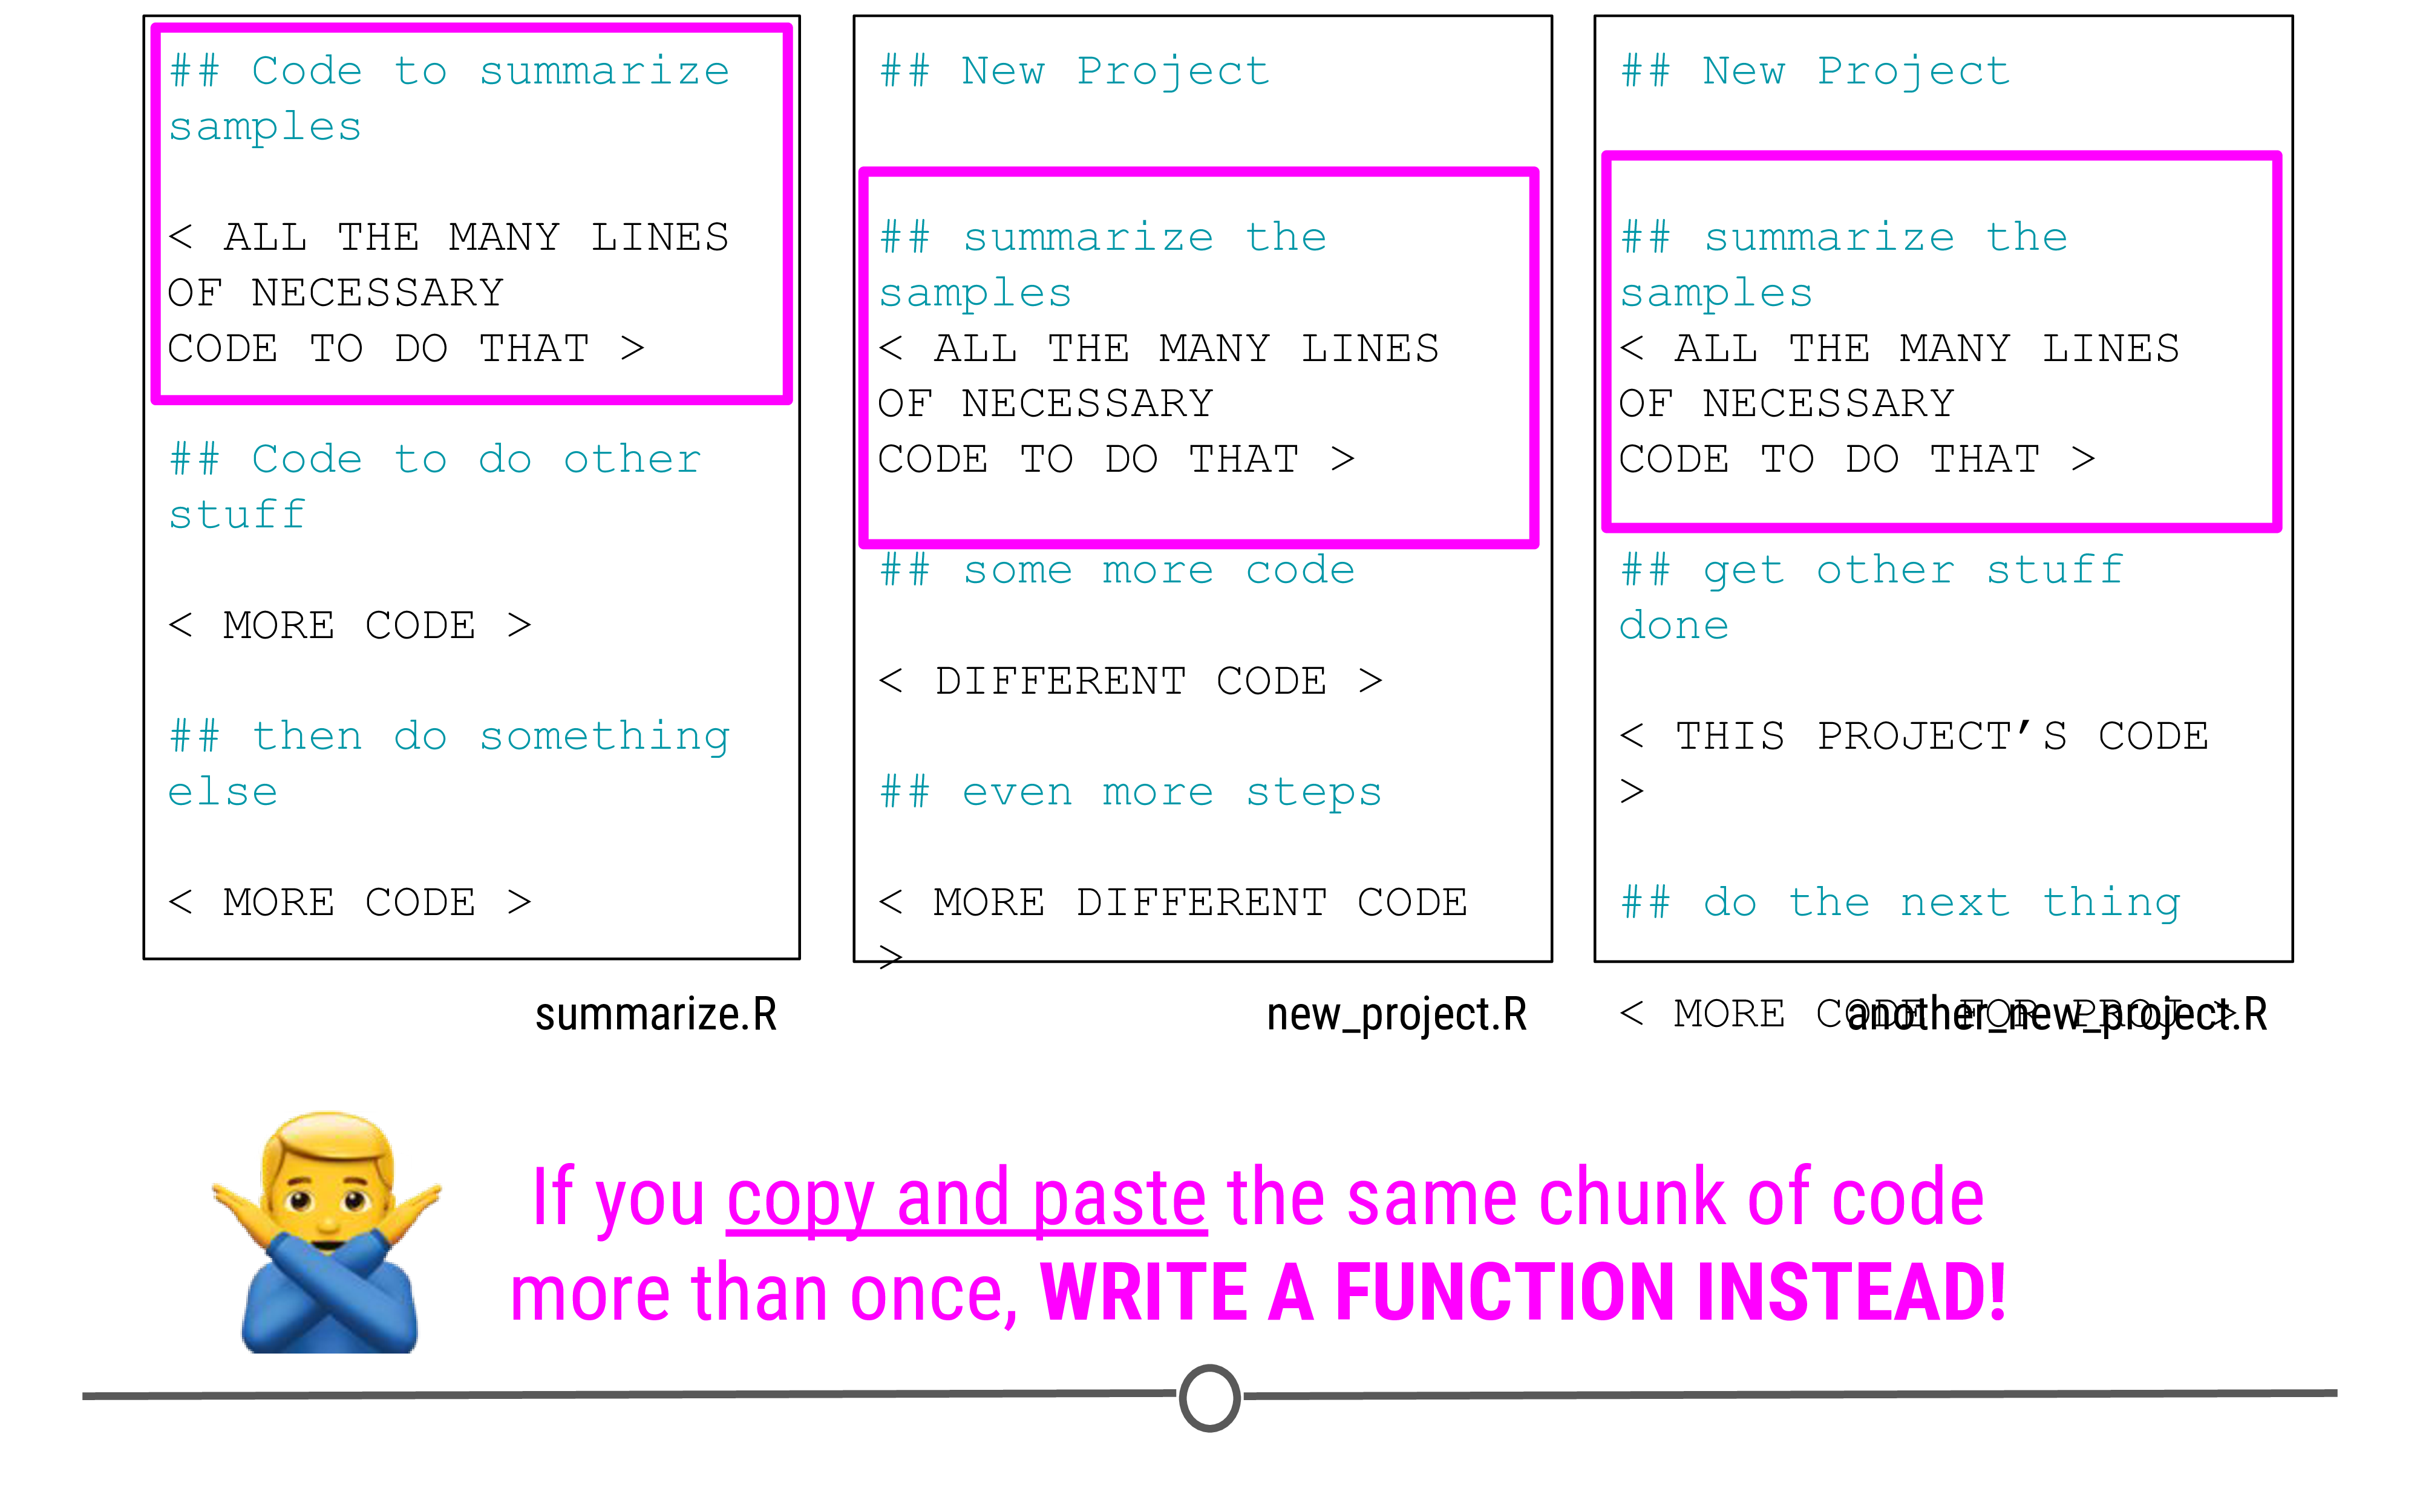 ## Code to summarize
samples
< ALL THE MANY LINES
OF NECESSARY
CODE TO DO THAT >
## Code to do other
stuff
< MORE CODE >
## then do something
else
< MORE CODE >
summarize.R
## New Project
## summarize the
samples
< ALL THE MANY LINES
OF NECESSARY
CODE TO DO THAT >
## some more code
< DIFFERENT CODE >
## even more steps
< MORE DIFFERENT CODE
>
new_project.R
## New Project
## summarize the
samples
< ALL THE MANY LINES
OF NECESSARY
CODE TO DO THAT >
## get other stuff
done
< THIS PROJECT’S CODE
>
## do the next thing
< MORE CODE FOR PROJ >
another_new_project.R
If you copy and paste the same chunk of code
more than once, WRITE A FUNCTION INSTEAD!